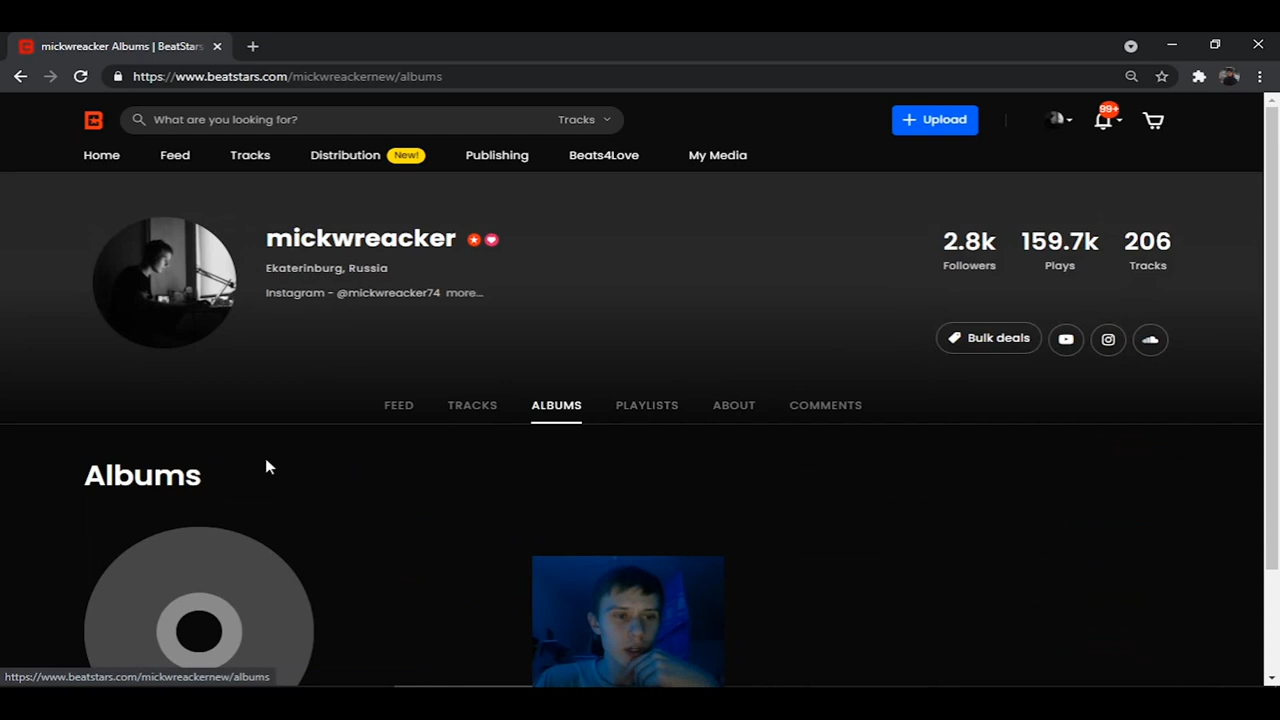 mickwreacker Albums | BeatStars
https://www.beatstars.com/mickwreackernew/albums
What are you looking for?
Tracks
Upload
99+
Home
Feed
Tracks
Distribution
New!
Publishing
Beats4Love
My Media
mickwreacker
Ekaterinburg, Russia
Instagram - @mickwreacker74 more...
2.8k
159.7k
206
Followers
Plays
Tracks
Bulk deals
FEED
TRACKS
ALBUMS
PLAYLISTS
ABOUT
COMMENTS
Albums
https://www.beatstars.com/mickwreackernew/albums